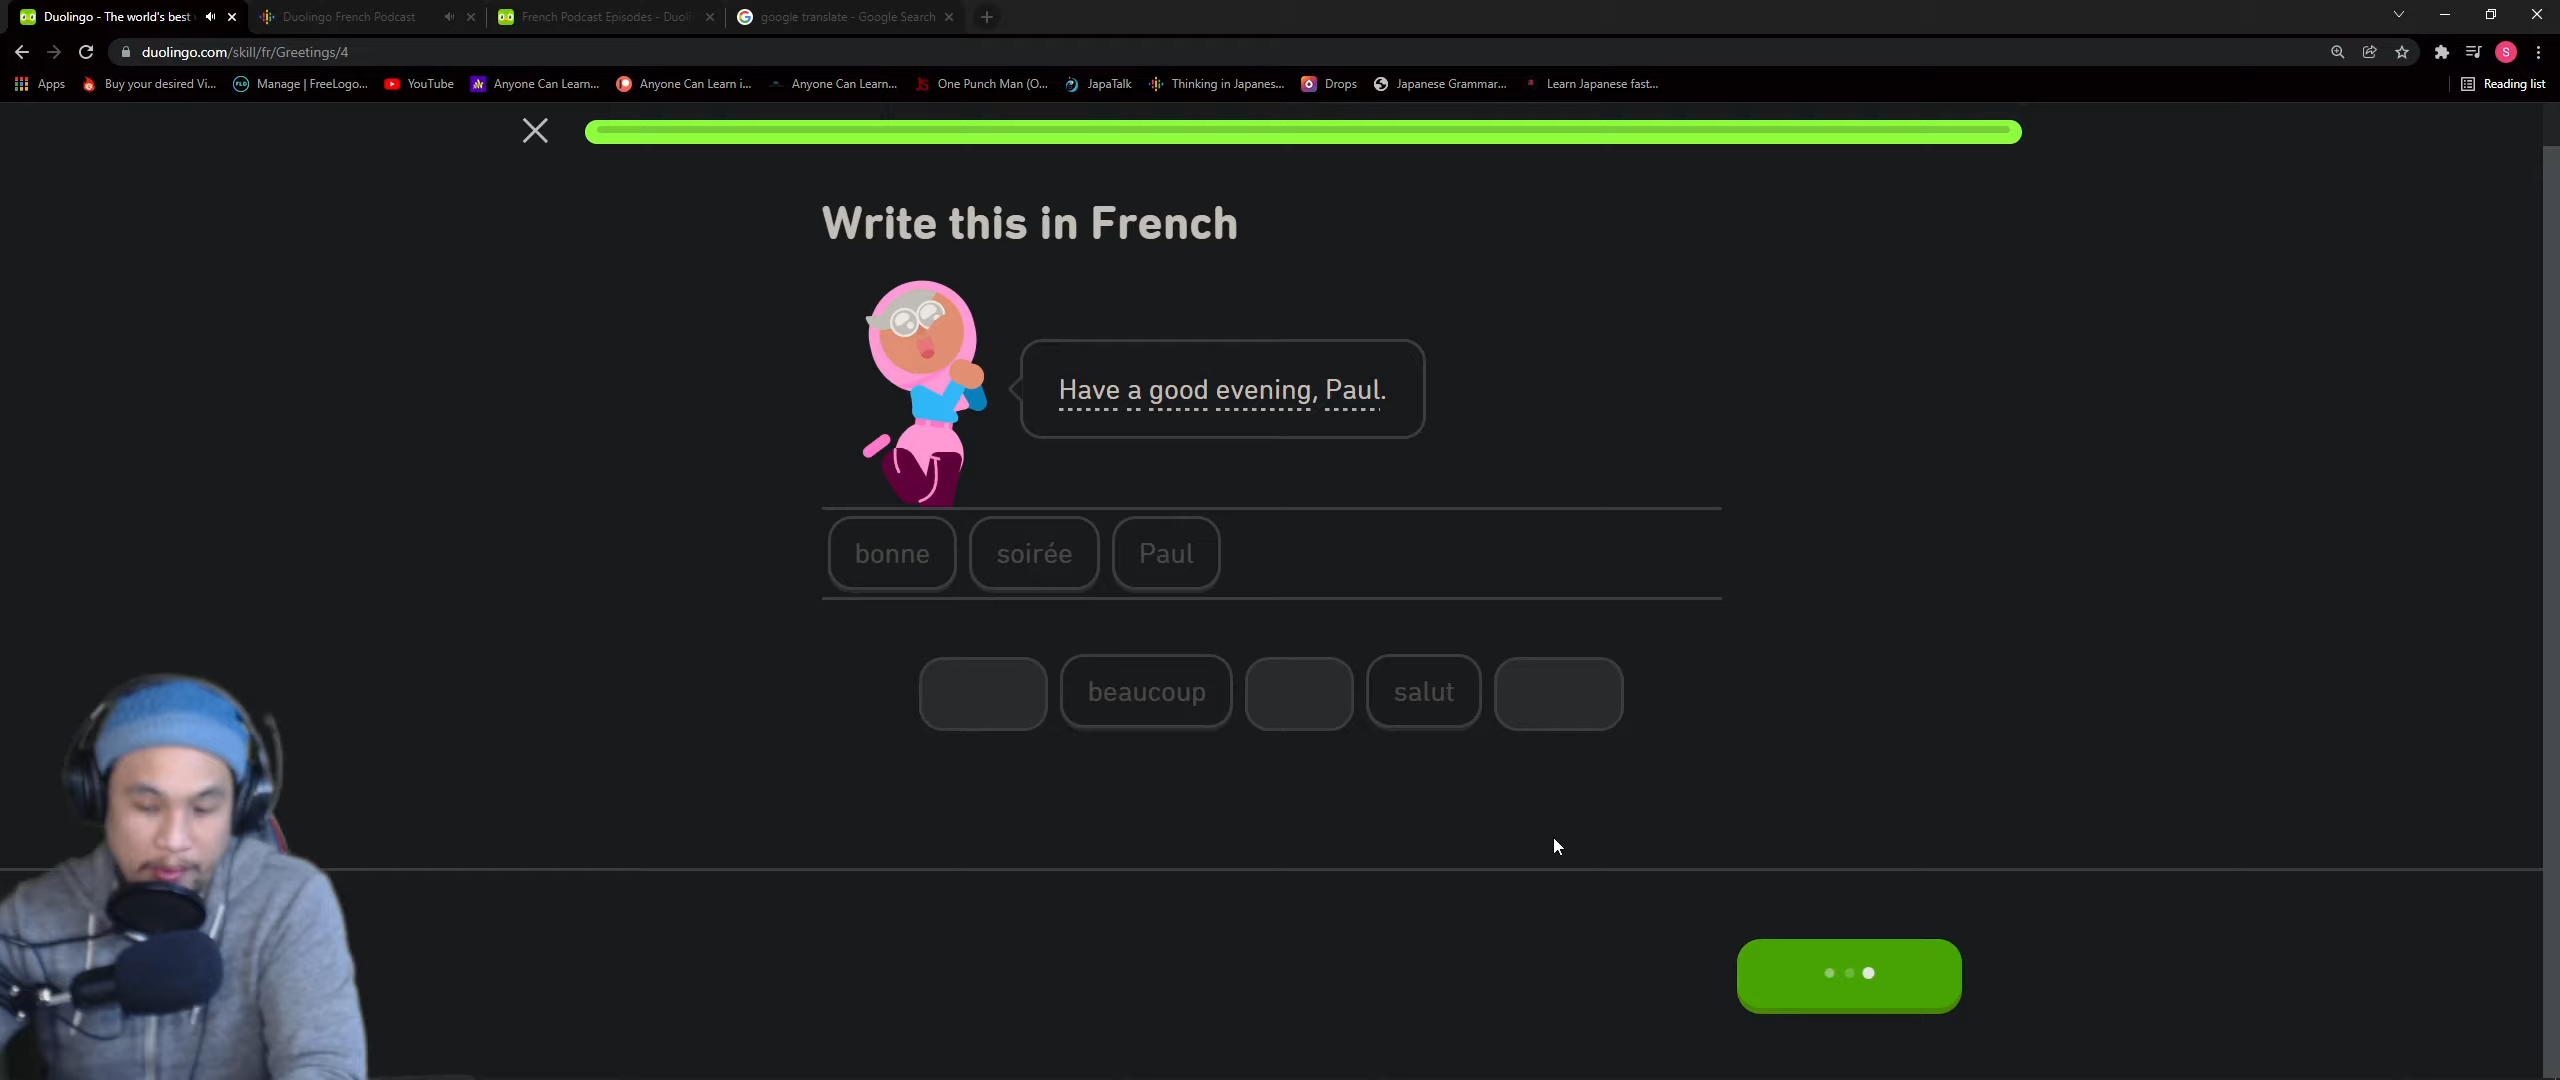 Duolingo - The world's best
Duolingo French Podcast
French Podcast Episodes - Duoli
google translate - Google Search
duolingo.com/skill/fr/Greetings/4
S
Apps
Buy your desired Vi...
Manage | FreeLogo...
YouTube
Anyone Can Learn...
Anyone Can Learn i...
Anyone Can Learn...
One Punch Man (O...
JapaTalk
Thinking in Japanes...
Drops
Japanese Grammar...
Learn Japanese fast...
Reading list
Write this in French
Have a good evening, Paul.
bonne soirée Paul
beaucoup salut